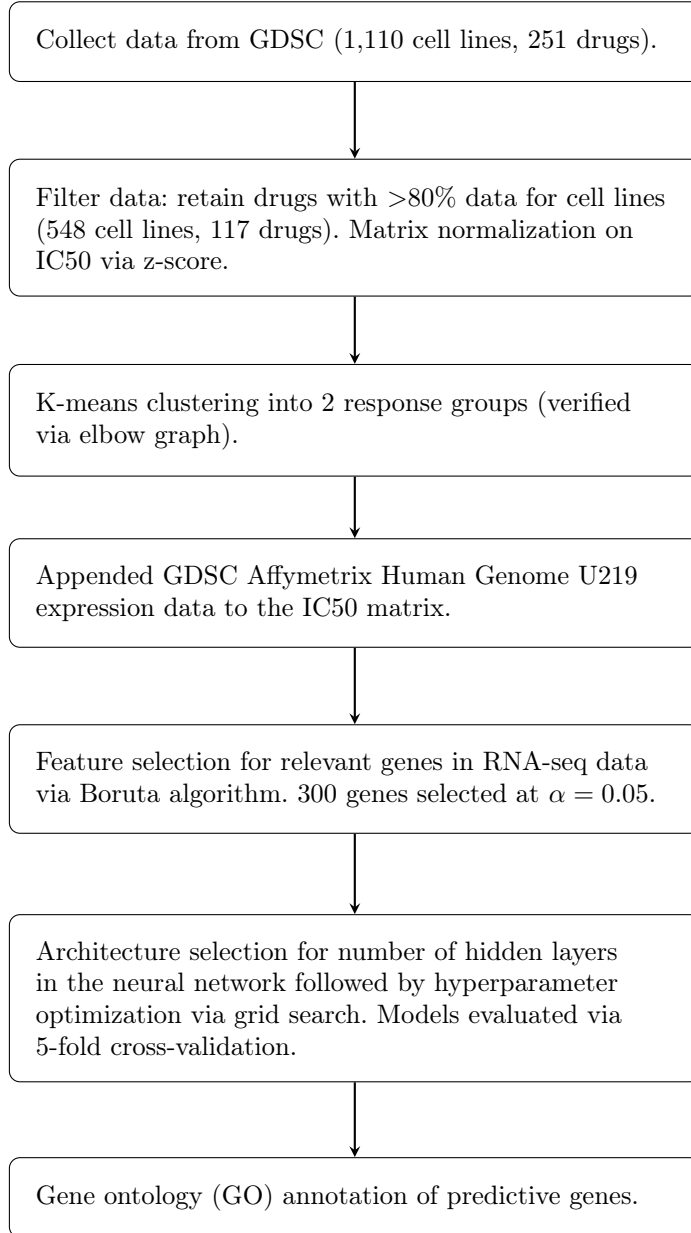 Collect data from GDSC (1,110 cell lines, 251 drugs).
Filter data: retain drugs with >80% data for cell lines
(548 cell lines, 117 drugs). Matrix normalization on
IC50 via z-score.
K-means clustering into 2 response groups (verified
via elbow graph).
Appended GDSC Affymetrix Human Genome U219
expression data to the IC50 matrix.
Feature selection for relevant genes in RNA-seq data
via Boruta algorithm. 300 genes selected at α = 0.05.
Architecture selection for number of hidden layers
in the neural network followed by hyperparameter
optimization via grid search. Models evaluated via
5-fold cross-validation.
Gene ontology (GO) annotation of predictive genes.